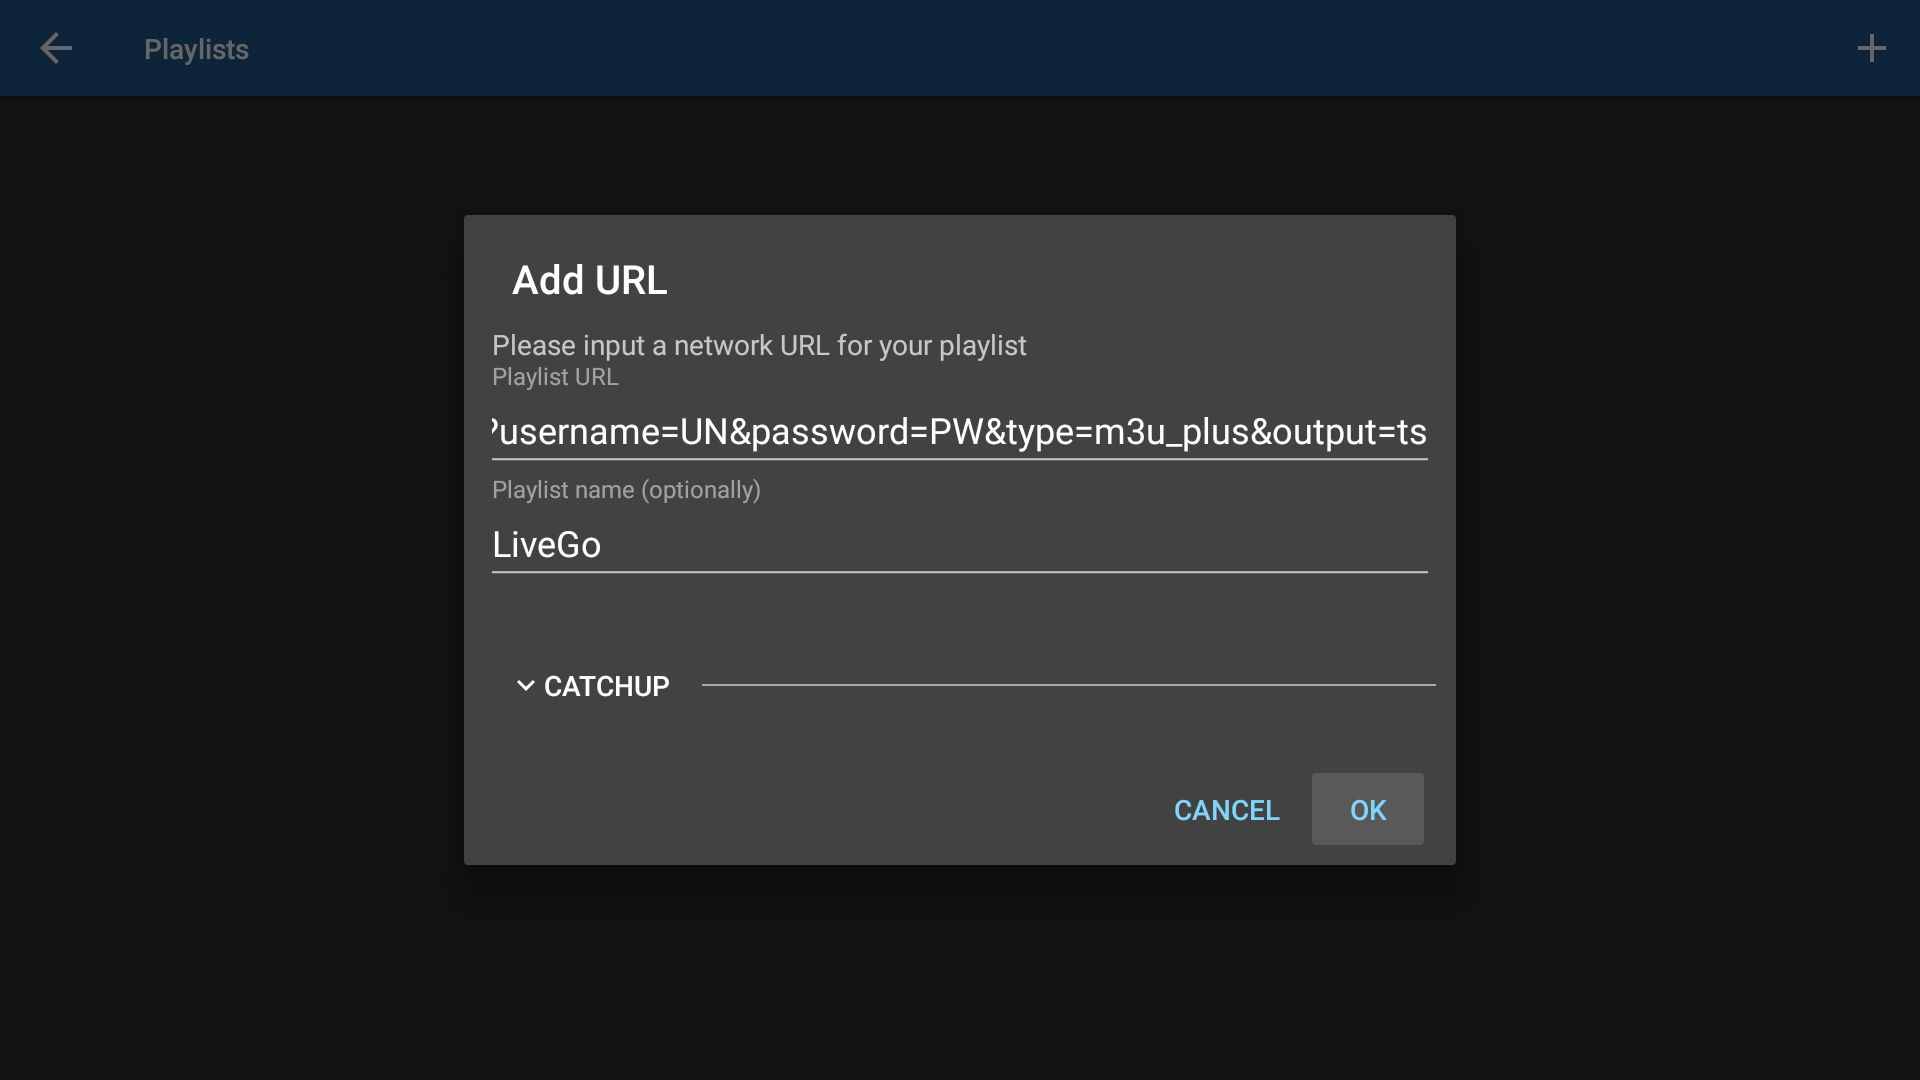 Playlists
Add URL
Please input a network URL for your playlist
Playlist URL
?username=UN&password=PW&type=m3u_plus&output=ts
Playlist name (optionally)
LiveGo
CATCHUP
CANCEL
OK